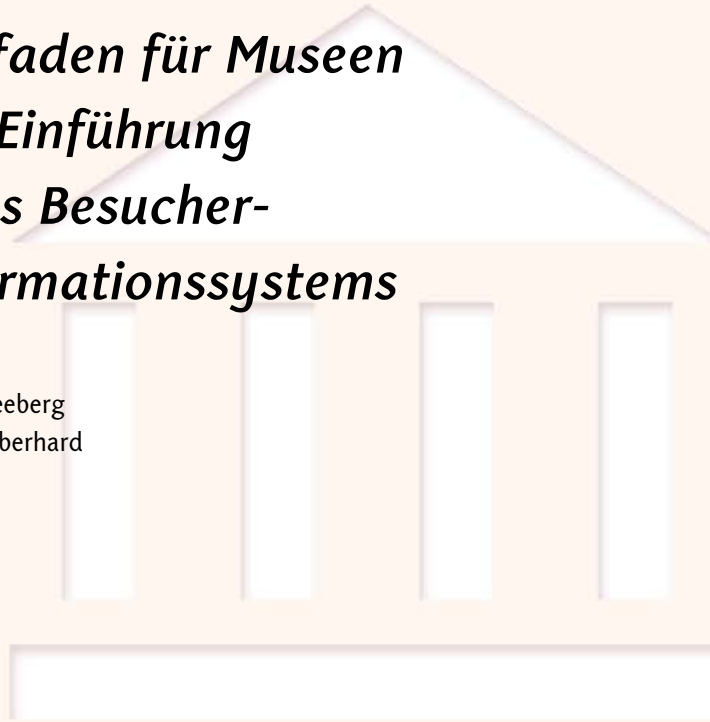 faden für Museen
Einführung
s Besucher-
rmationssystems
eeberg
berhard